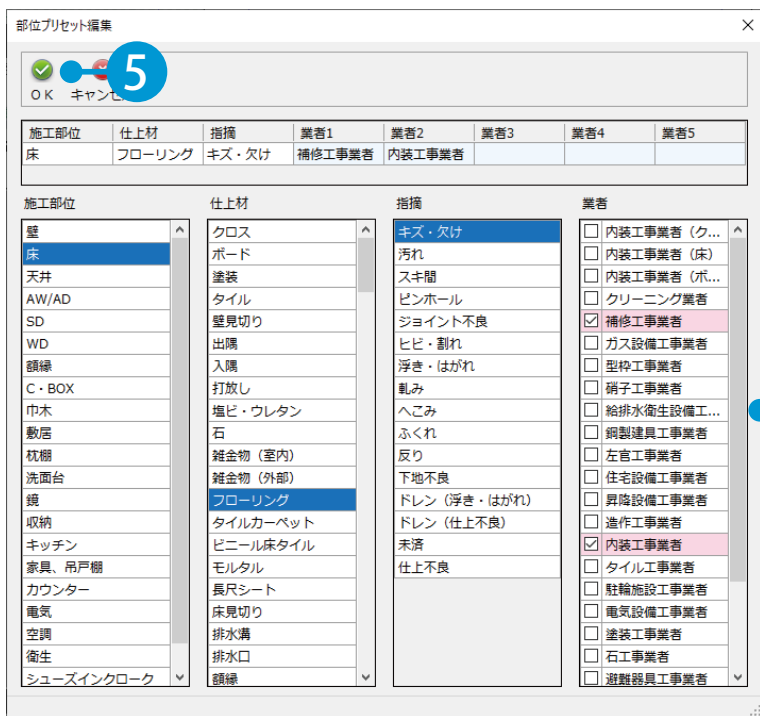 部位プリセット編集
5
OK キャンセル
施工部位 仕上材 指摘 業者1 業者2 業者3 業者4 業者5
床 フローリング キズ・欠け 補修工事業者 内装工事業者
施工部位
壁
床
天井
AW/AD
SD
WD
額縁
C・BOX
巾木
敷居
枕棚
洗面台
鏡
収納
キッチン
家具、吊戸棚
カウンター
電気
空調
衛生
シューズインクローク
仕上材
クロス
ボード
塗装
タイル
壁見切り
出隅
入隅
打放し
塩ビ・ウレタン
石
雑金物（室内）
雑金物（外部）
フローリング
タイルカーペット
ビニール床タイル
モルタル
長尺シート
床見切り
排水溝
排水口
額縁
指摘
キズ・欠け
汚れ
スキ間
ピンホール
ジョイント不良
ヒビ・割れ
浮き・はがれ
軋み
へこみ
ふくれ
反り
下地不良
ドレン（浮き・はがれ）
ドレン（仕上不良）
未済
仕上不良
業者
内装工事業者（ク...
内装工事業者（床）
内装工事業者（ボ...
クリーニング業者
補修工事業者
ガス設備工事業者
型枠工事業者
硝子工事業者
給排水衛生設備工...
鋼製建具工事業者
左官工事業者
住宅設備工事業者
昇降設備工事業者
造作工事業者
内装工事業者
タイル工事業者
駐輪施設工事業者
電気設備工事業者
塗装工事業者
石工事業者
避難器具工事業者